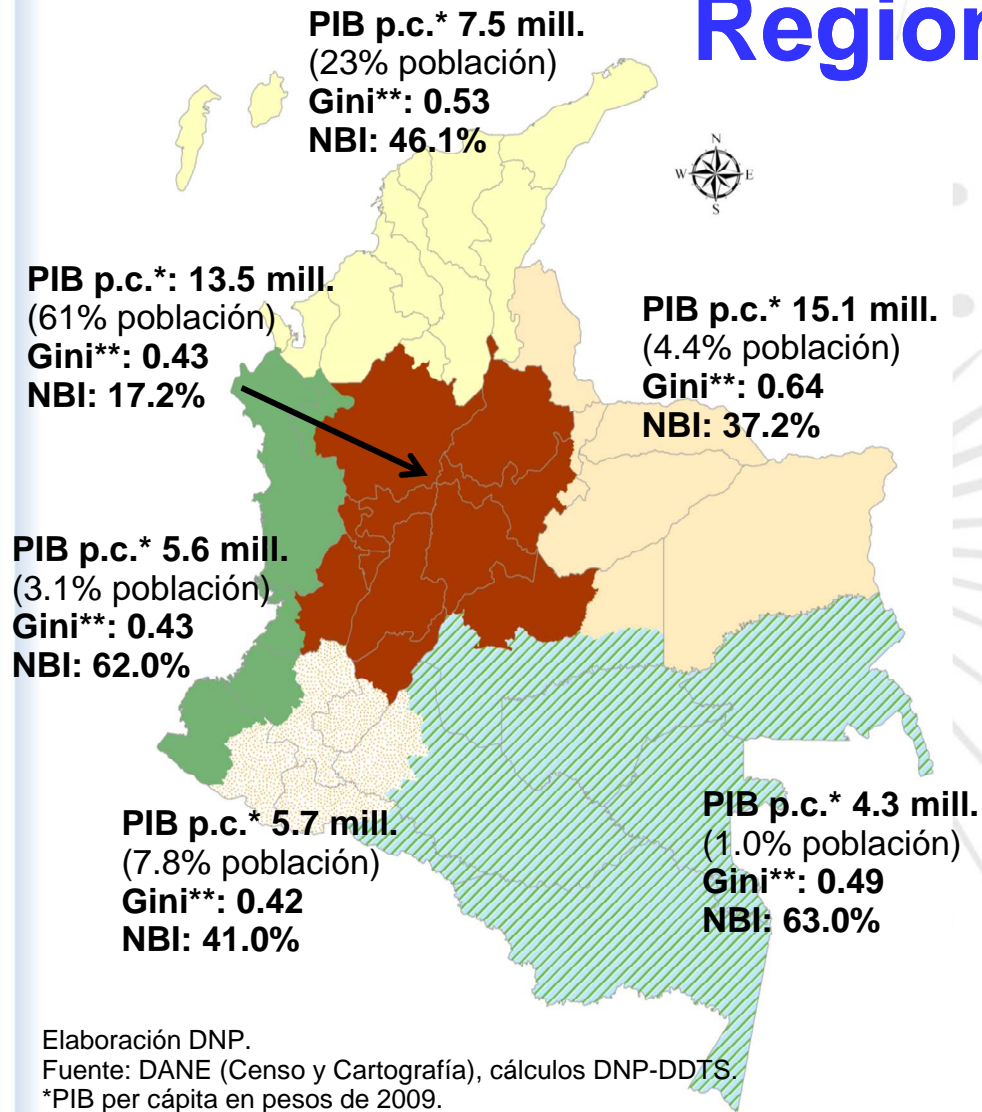 Region
PIB p.c.* 7.5 mill.
(23% población)
Gini**: 0.53
NBI: 46.1%
N
W
E
S
PIB p.c.*: 13.5 mill.
(61% población)
Gini**: 0.43
NBI: 17.2%
PIB p.c.* 15.1 mill.
(4.4% población)
Gini**: 0.64
NBI: 37.2%
PIB p.c.* 5.6 mill.
(3.1% población)
Gini**: 0.43
NBI: 62.0%
PIB p.c.* 5.7 mill.
(7.8% población)
Gini**: 0.42
NBI: 41.0%
PIB p.c.* 4.3 mill.
(1.0% población)
Gini**: 0.49
NBI: 63.0%
Elaboración DNP.
Fuente: DANE (Censo y Cartografía), cálculos DNP-DDTS.
*PIB per cápita en pesos de 2009.